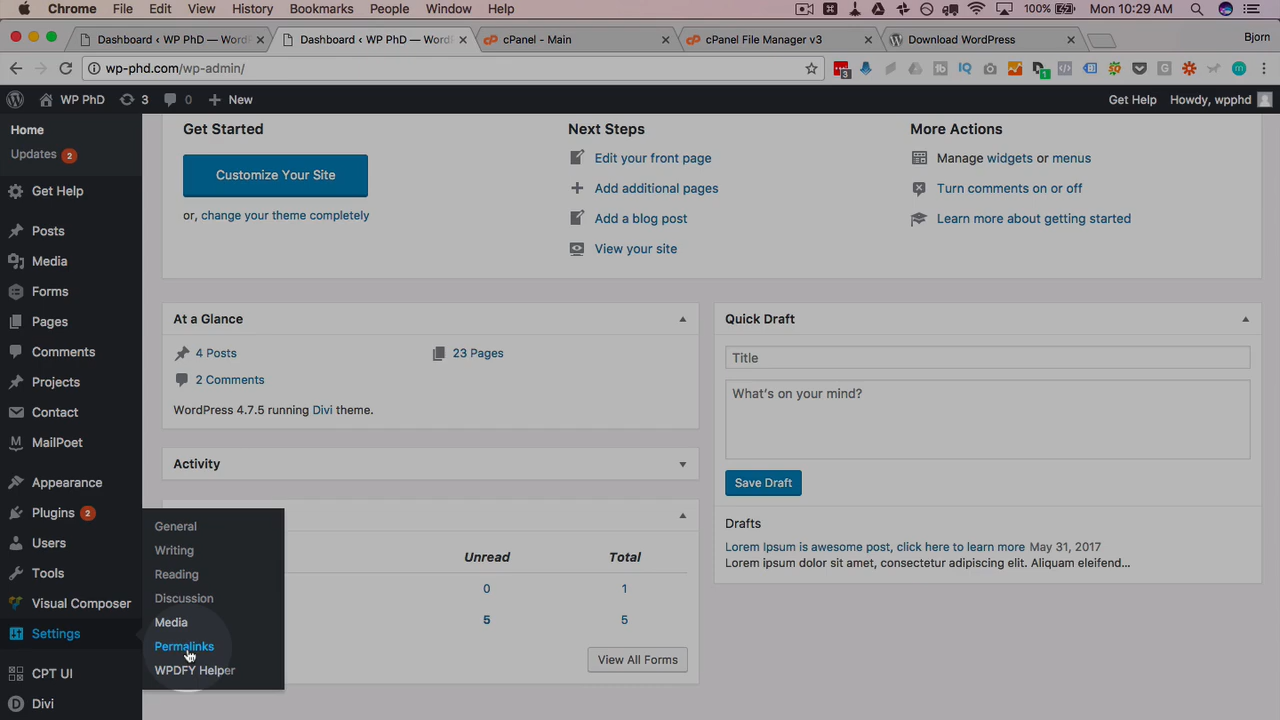 Chrome File Edit View History Bookmarks People Window Help 100% Mon 10:29 AM
Dashboard ‹ WP PhD — Word
Dashboard ‹ WP PhD — Word
cPanel - Main
cPanel File Manager v3
Download WordPress
Bjorn
wp-phd.com/wp-admin/
WP PhD 3 0 New Get Help Howdy, wpphd
Home
Updates 2
Get Help
Posts
Media
Forms
Pages
Comments
Projects
Contact
MailPoet
Appearance
Plugins 2
Users
Tools
Visual Composer
Settings
CPT UI
Divi
General
Writing
Reading
Discussion
Media
Permalinks
WPDFY Helper
Get Started
Customize Your Site
or, change your theme completely
Next Steps
Edit your front page
Add additional pages
Add a blog post
View your site
More Actions
Manage widgets or menus
Turn comments on or off
Learn more about getting started
At a Glance
4 Posts
23 Pages
2 Comments
WordPress 4.7.5 running Divi theme.
Activity
Unread Total
0 1
5 5
View All Forms
Quick Draft
Title
What's on your mind?
Save Draft
Drafts
Lorem Ipsum is awesome post, click here to learn more May 31, 2017
Lorem ipsum dolor sit amet, consectetur adipiscing elit. Aliquam eleifend…